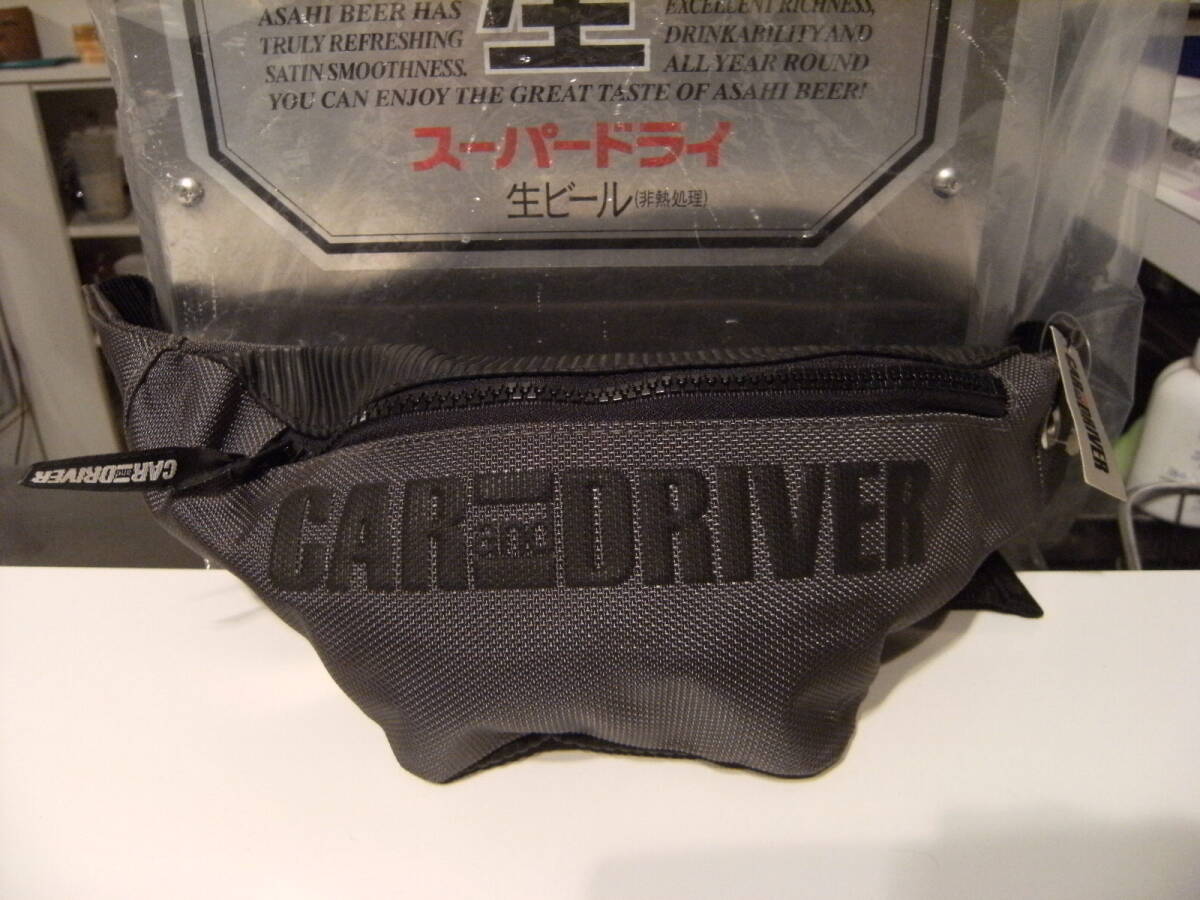 ASAHI BEER HAS
TRULY REFRESHING
SATIN SMOOTHNESS.
生
EXCELLENT RICHNESS,
DRINKABILITY AND
ALL YEAR ROUND
YOU CAN ENJOY THE GREAT TASTE OF ASAHI BEER!
スーパードライ
生ビール(非熱処理)
CAR and DRIVER
CAR and DRIVER
CAR and DRIVER